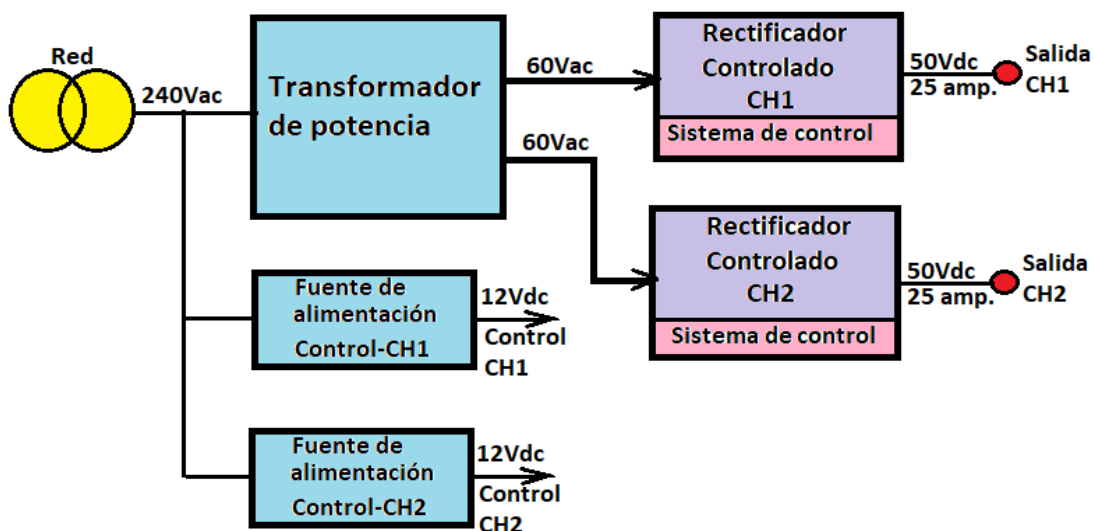 Red
240Vac
Transformador
de potencia
60Vac
60Vac
Rectificador
Controlado
CH1
Sistema de control
50Vdc
25 amp.
Salida
CH1
Rectificador
Controlado
CH2
Sistema de control
50Vdc
25 amp.
Salida
CH2
Fuente de
alimentación
Control-CH1
12Vdc
Control
CH1
Fuente de
alimentación
Control-CH2
12Vdc
Control
CH2